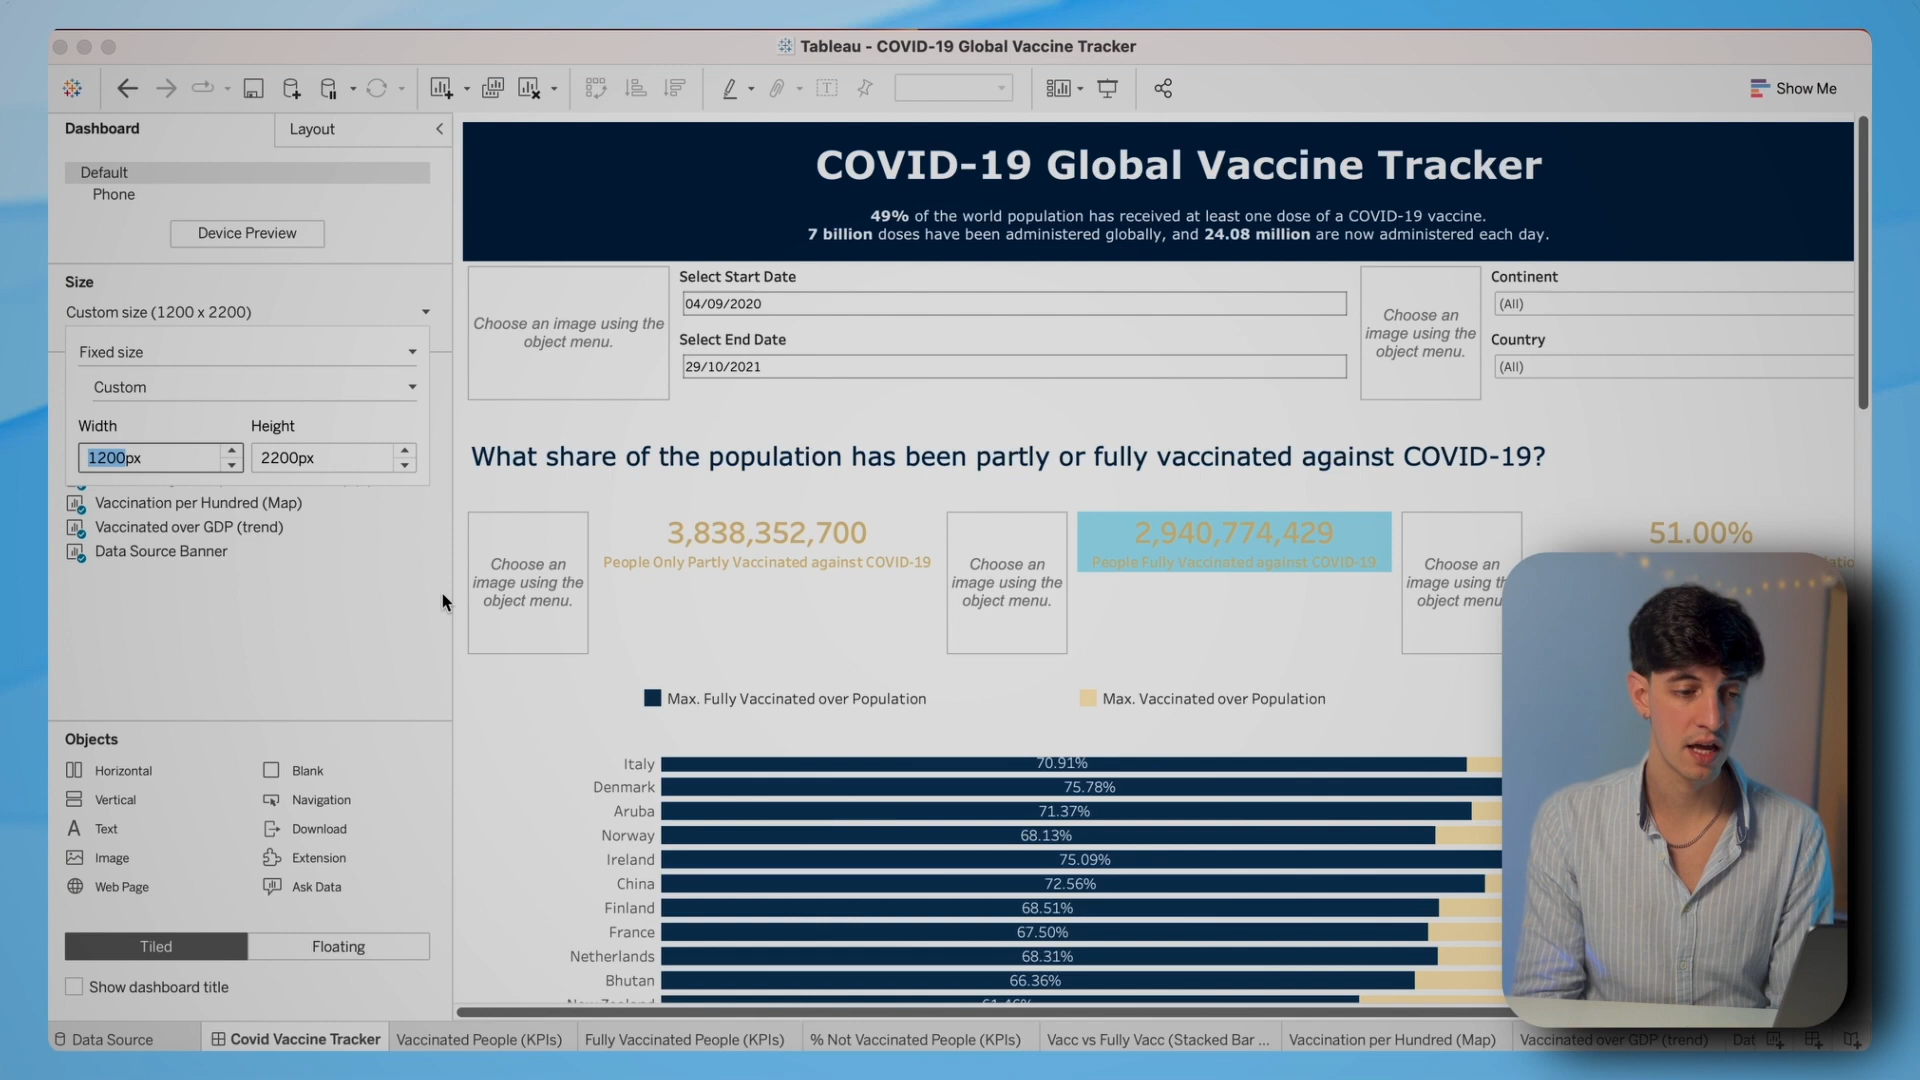 Tableau - COVID-19 Global Vaccine Tracker
Show Me
Dashboard
Layout
Default
Phone
Device Preview
Size
Custom size (1200 x 2200)
Fixed size
Custom
Width
Height
1200px
2200px
Vaccination per Hundred (Map)
Vaccinated over GDP (trend)
Data Source Banner
Objects
Horizontal
Blank
Vertical
Navigation
Text
Download
Image
Extension
Web Page
Ask Data
Tiled
Floating
Show dashboard title
COVID-19 Global Vaccine Tracker
49% of the world population has received at least one dose of a COVID-19 vaccine.
7 billion doses have been administered globally, and 24.08 million are now administered each day.
Choose an image using the
object menu.
Select Start Date
04/09/2020
Select End Date
29/10/2021
Choose an
image using the
object menu.
Continent
(All)
Country
(All)
What share of the population has been partly or fully vaccinated against COVID-19?
Choose an
image using the
object menu.
3,838,352,700
People Only Partly Vaccinated against COVID-19
Choose an
image using the
object menu.
2,940,774,429
People Fully Vaccinated against COVID-19
Choose an
image using
object menu
51.00%
Max. Fully Vaccinated over Population
Max. Vaccinated over Population
Italy 70.91%
Denmark 75.78%
Aruba 71.37%
Norway 68.13%
Ireland 75.09%
China 72.56%
Finland 68.51%
France 67.50%
Netherlands 68.31%
Bhutan 66.36%
Data Source
Covid Vaccine Tracker
Vaccinated People (KPIs)
Fully Vaccinated People (KPIs)
% Not Vaccinated People (KPIs)
Vacc vs Fully Vacc (Stacked Bar ...
Vaccination per Hundred (Map)
Vaccinated over GDP (trend)
Dat